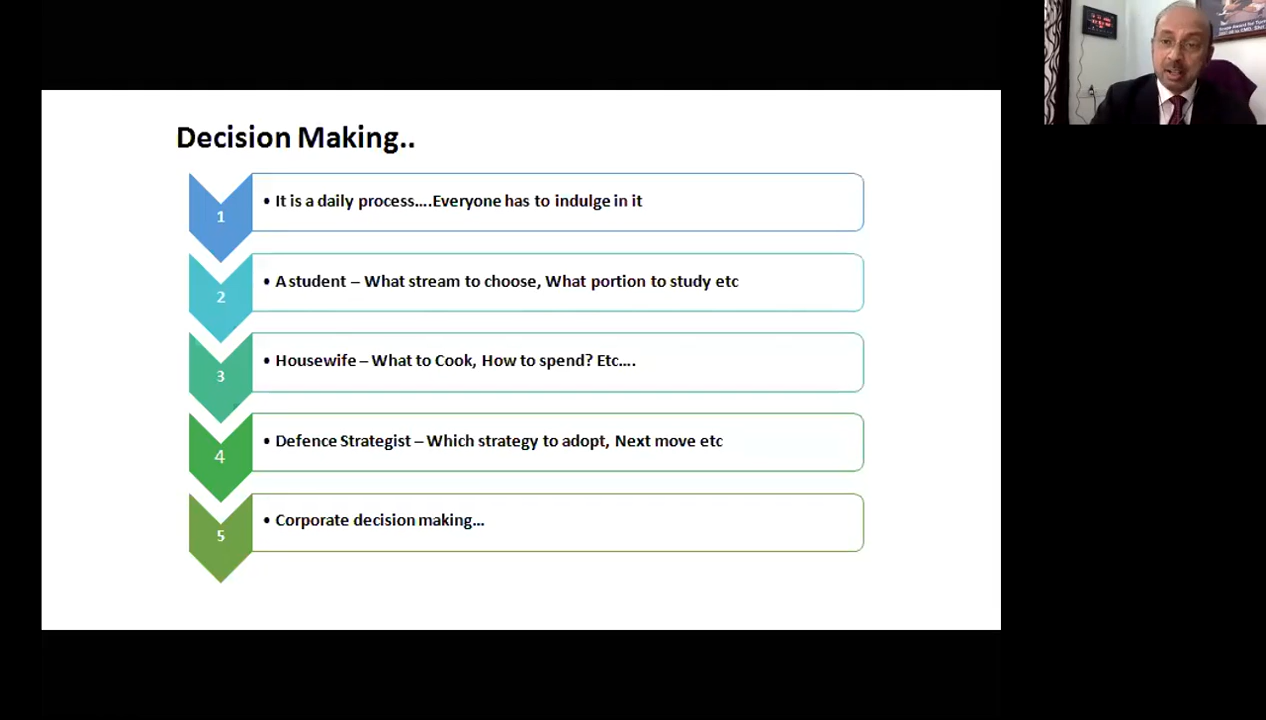 Decision Making..
1
• It is a daily process....Everyone has to indulge in it
2
• A student – What stream to choose, What portion to study etc
3
• Housewife – What to Cook, How to spend? Etc....
4
• Defence Strategist – Which strategy to adopt, Next move etc
5
• Corporate decision making...